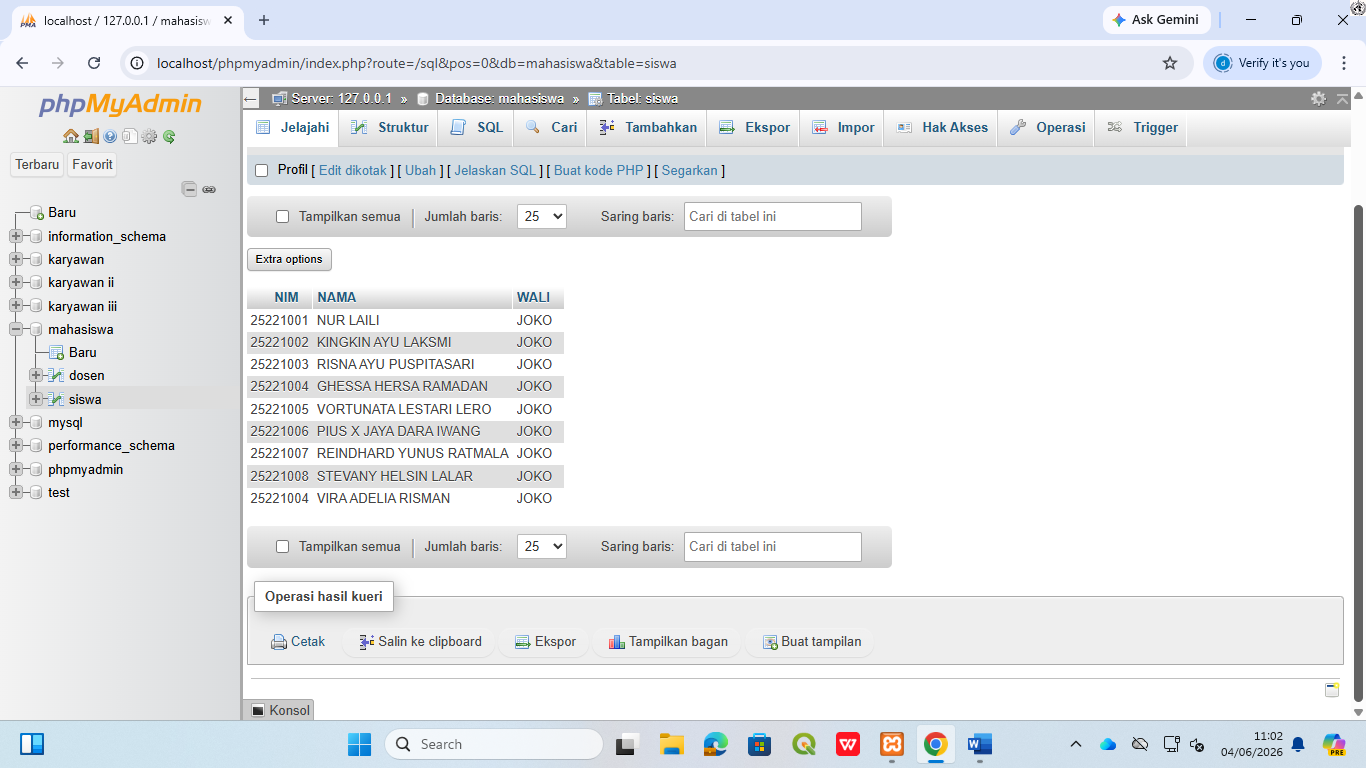 localhost / 127.0.0.1 / mahasisw
Ask Gemini
localhost/phpmyadmin/index.php?route=/sql&pos=0&db=mahasiswa&table=siswa
Verify it's you
phpMyAdmin
Terbaru Favorit
Baru
information_schema
karyawan
karyawan ii
karyawan iii
mahasiswa
Baru
dosen
siswa
mysql
performance_schema
phpmyadmin
test
Server: 127.0.0.1 » Database: mahasiswa » Tabel: siswa
Jelajahi Struktur SQL Cari Tambahkan Ekspor Impor Hak Akses Operasi Trigger
Profil [ Edit dikotak ] [ Ubah ] [ Jelaskan SQL ] [ Buat kode PHP ] [ Segarkan ]
Tampilkan semua Jumlah baris: 25 Saring baris: Cari di tabel ini
Extra options
NIM NAMA WALI
25221001 NUR LAILI JOKO
25221002 KINGKIN AYU LAKSMI JOKO
25221003 RISNA AYU PUSPITASARI JOKO
25221004 GHESSA HERSA RAMADAN JOKO
25221005 VORTUNATA LESTARI LERO JOKO
25221006 PIUS X JAYA DARA IWANG JOKO
25221007 REINDHARD YUNUS RATMALA JOKO
25221008 STEVANY HELSIN LALAR JOKO
25221004 VIRA ADELIA RISMAN JOKO
Tampilkan semua Jumlah baris: 25 Saring baris: Cari di tabel ini
Operasi hasil kueri
Cetak Salin ke clipboard Ekspor Tampilkan bagan Buat tampilan
Konsol
Search
11:02
04/06/2026
PRE